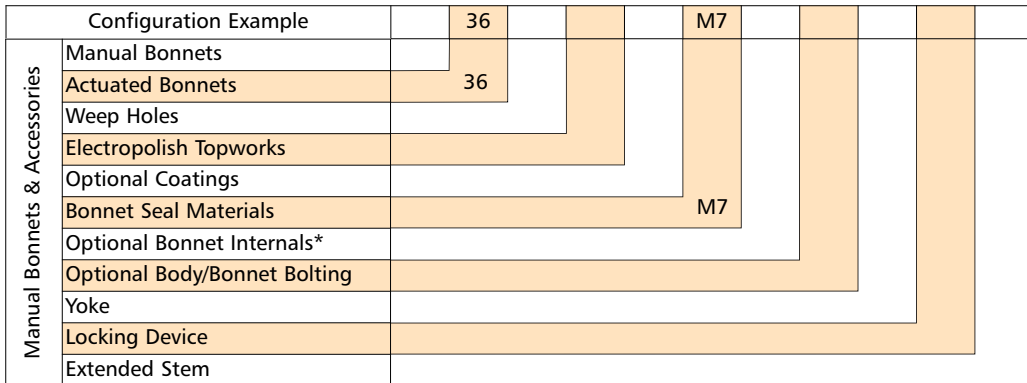 Configuration Example 36 M7
Manual Bonnets & Accessories
Manual Bonnets
Actuated Bonnets 36
Weep Holes
Electropolish Topworks
Optional Coatings
Bonnet Seal Materials M7
Optional Bonnet Internals*
Optional Body/Bonnet Bolting
Yoke
Locking Device
Extended Stem